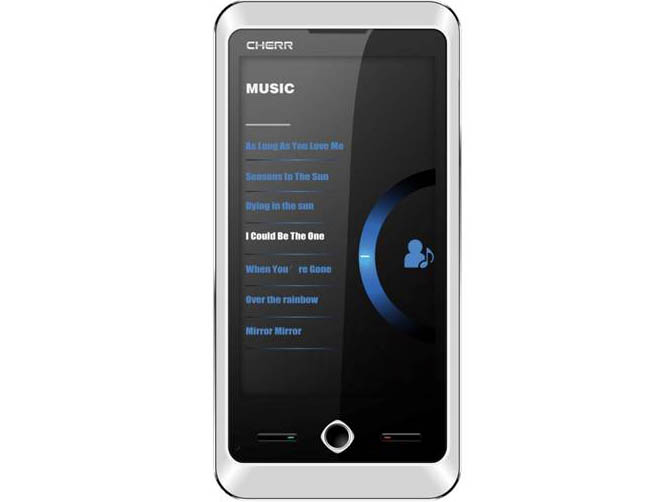 CHERR
MUSIC
As Long As You Love Me
Seasons In The Sun
Dying in the sun
I Could Be The One
When You’re Gone
Over the rainbow
Mirror Mirror